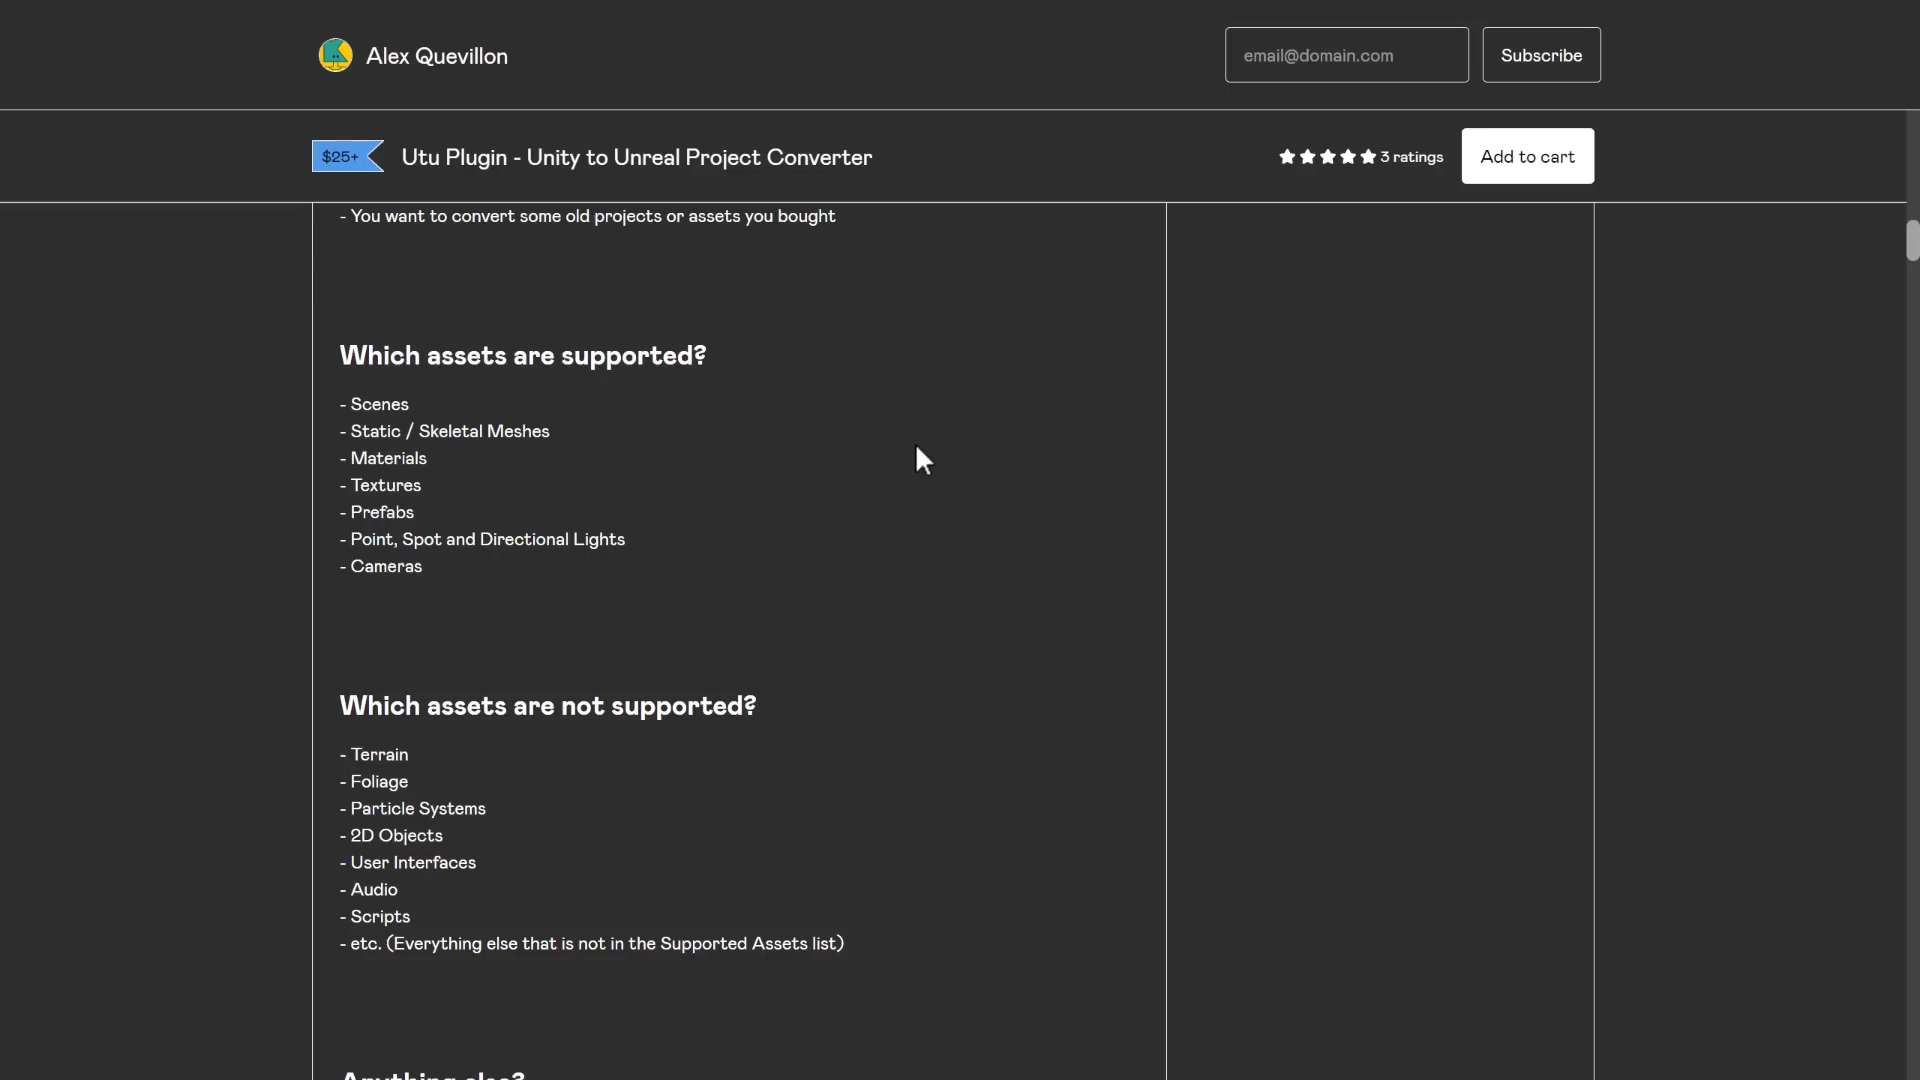 Alex Quevillon
email@domain.com
Subscribe
$25+
Utu Plugin - Unity to Unreal Project Converter
3 ratings
Add to cart
- You want to convert some old projects or assets you bought
Which assets are supported?
- Scenes
- Static / Skeletal Meshes
- Materials
- Textures
- Prefabs
- Point, Spot and Directional Lights
- Cameras
Which assets are not supported?
- Terrain
- Foliage
- Particle Systems
- 2D Objects
- User Interfaces
- Audio
- Scripts
- etc. (Everything else that is not in the Supported Assets list)
Anything else?